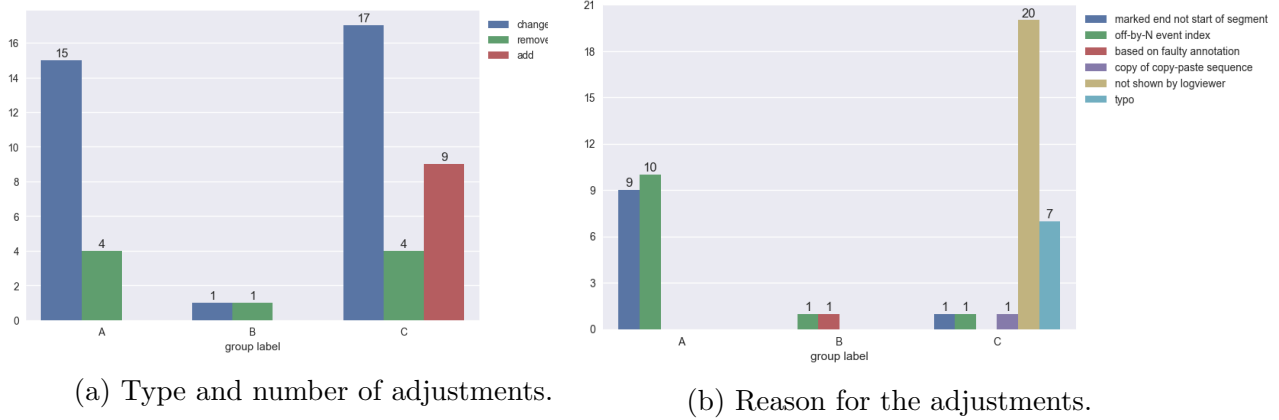 17
15
9
4
4
1
1
16
14
12
10
8
6
4
2
0
A
B
C
group label
change
remove
add
(a) Type and number of adjustments.
21
18
15
12
9
6
3
0
20
10
9
7
1
1
1
1
1
A
B
C
group label
marked end not start of segment
off-by-N event index
based on faulty annotation
copy of copy-paste sequence
not shown by logviewer
typo
(b) Reason for the adjustments.